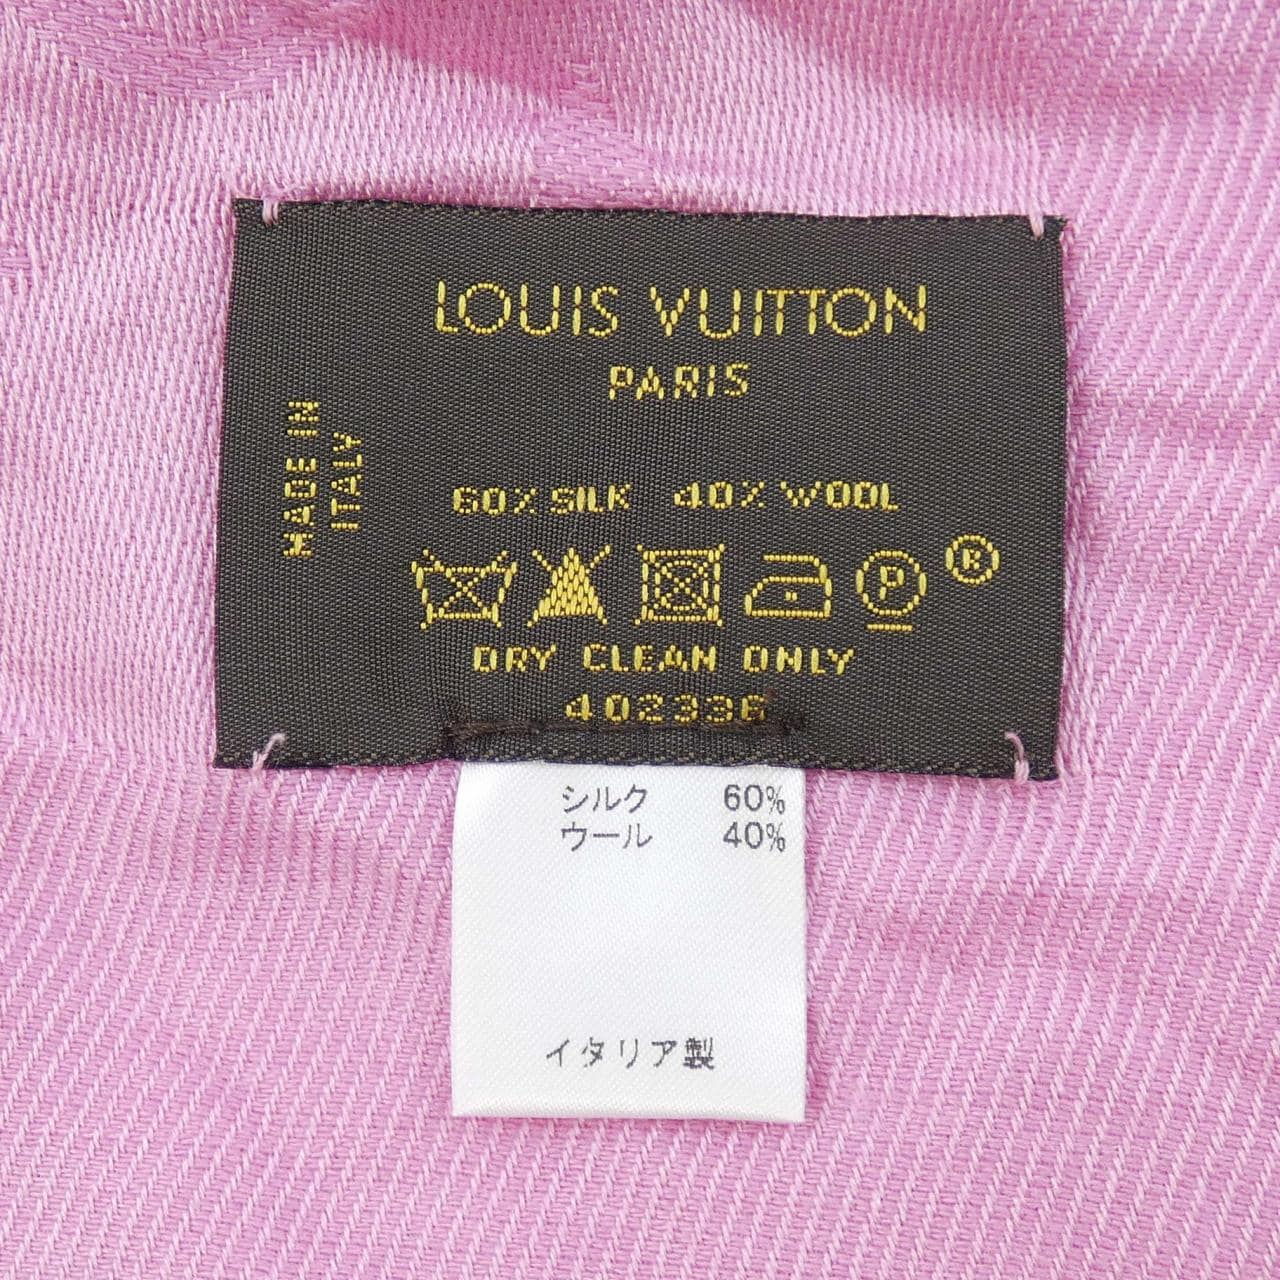 LOUIS VUITTON
PARIS
MADE IN
ITALY
60% SILK 40% WOOL
P ®
DRY CLEAN ONLY
402336
シルク 60%
ウール 40%
イタリア製